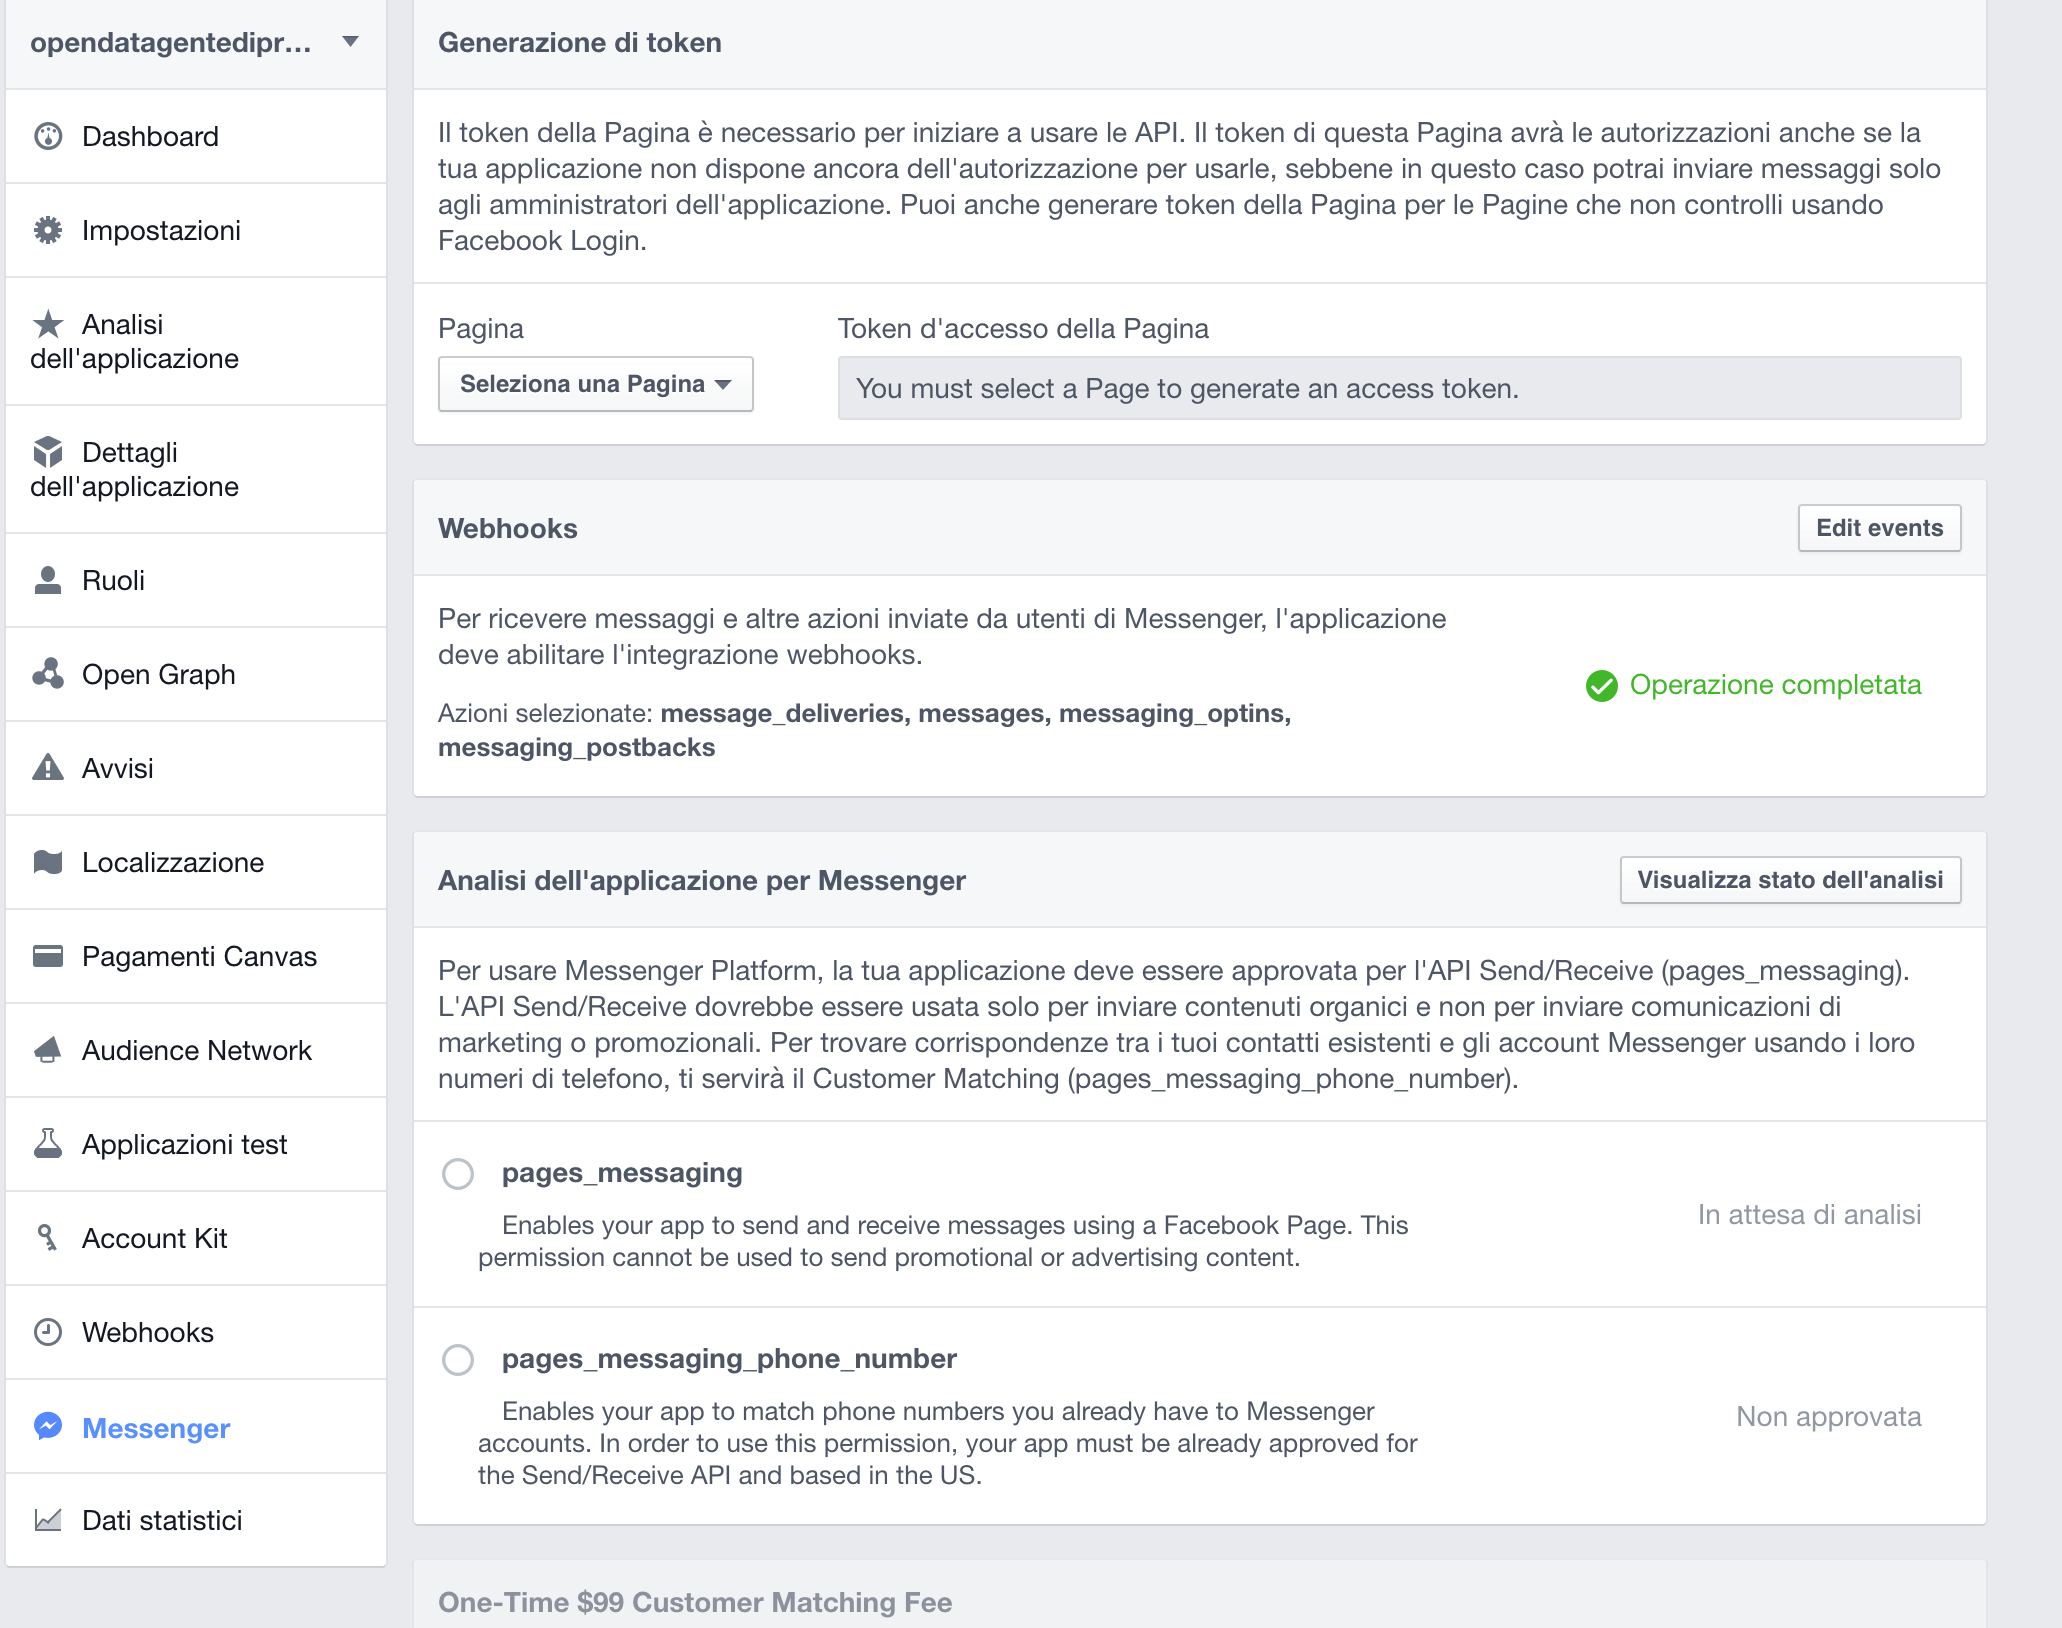 opendatagentedipr...
Dashboard
Impostazioni
Analisi
dell'applicazione
Dettagli
dell'applicazione
Ruoli
Open Graph
Avvisi
Localizzazione
Pagamenti Canvas
Audience Network
Applicazioni test
Account Kit
Webhooks
Messenger
Dati statistici
Generazione di token
Il token della Pagina è necessario per iniziare a usare le API. Il token di questa Pagina avrà le autorizzazioni anche se la
tua applicazione non dispone ancora dell'autorizzazione per usarle, sebbene in questo caso potrai inviare messaggi solo
agli amministratori dell'applicazione. Puoi anche generare token della Pagina per le Pagine che non controlli usando
Facebook Login.
Pagina
Seleziona una Pagina
Token d'accesso della Pagina
You must select a Page to generate an access token.
Webhooks
Edit events
Per ricevere messaggi e altre azioni inviate da utenti di Messenger, l'applicazione
deve abilitare l'integrazione webhooks.
Azioni selezionate: message_deliveries, messages, messaging_optins,
messaging_postbacks
Operazione completata
Analisi dell'applicazione per Messenger
Visualizza stato dell'analisi
Per usare Messenger Platform, la tua applicazione deve essere approvata per l'API Send/Receive (pages_messaging).
L'API Send/Receive dovrebbe essere usata solo per inviare contenuti organici e non per inviare comunicazioni di
marketing o promozionali. Per trovare corrispondenze tra i tuoi contatti esistenti e gli account Messenger usando i loro
numeri di telefono, ti servirà il Customer Matching (pages_messaging_phone_number).
pages_messaging
Enables your app to send and receive messages using a Facebook Page. This
permission cannot be used to send promotional or advertising content.
In attesa di analisi
pages_messaging_phone_number
Enables your app to match phone numbers you already have to Messenger
accounts. In order to use this permission, your app must be already approved for
the Send/Receive API and based in the US.
Non approvata
One-Time $99 Customer Matching Fee